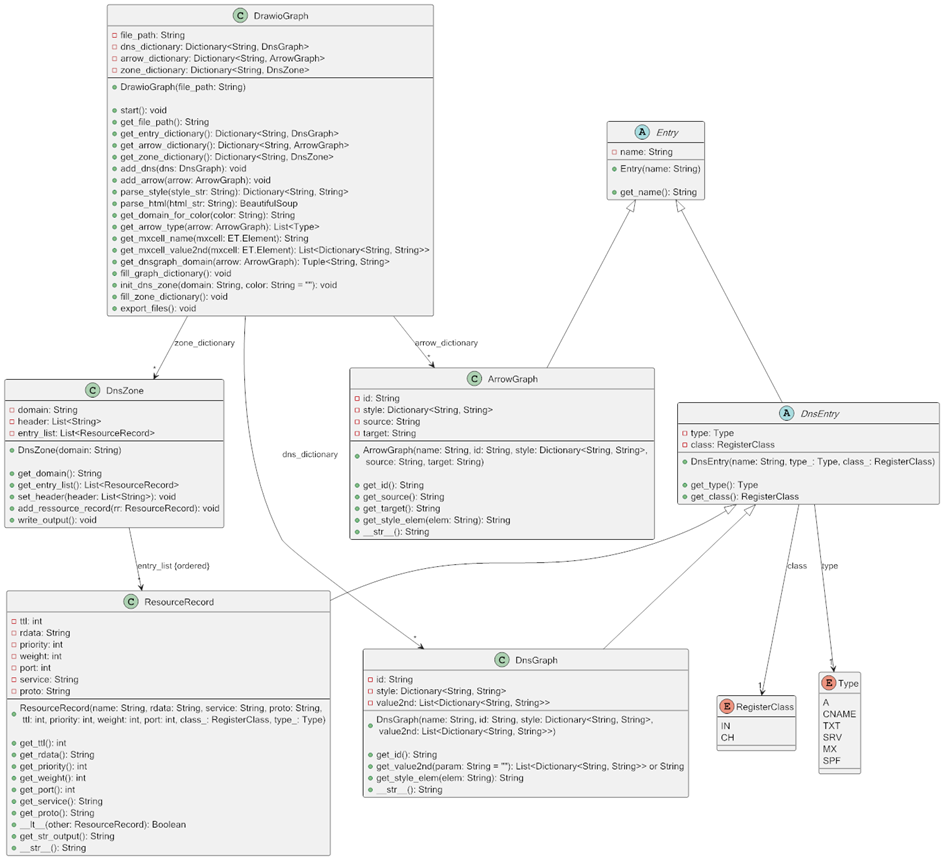 C DrawioGraph
file_path: String
dns_dictionary: Dictionary<String, DnsGraph>
arrow_dictionary: Dictionary<String, ArrowGraph>
zone_dictionary: Dictionary<String, DnsZone>
DrawioGraph(file_path: String)
start(): void
get_file_path(): String
get_entry_dictionary(): Dictionary<String, DnsGraph>
get_arrow_dictionary(): Dictionary<String, ArrowGraph>
get_zone_dictionary(): Dictionary<String, DnsZone>
add_dns(dns: DnsGraph): void
add_arrow(arrow: ArrowGraph): void
parse_style(style_str: String): Dictionary<String, String>
parse_html(html_str: String): BeautifulSoup
get_domain_for_color(color: String): String
get_arrow_type(arrow: ArrowGraph): List<Type>
get_mxcell_name(mxcell: ET.Element): String
get_mxcell_value2nd(mxcell: ET.Element): List<Dictionary<String, String>>
get_dnsgraph_domain(arrow: ArrowGraph): Tuple<String, String>
fill_graph_dictionary(): void
init_dns_zone(domain: String, color: String = ""): void
fill_zone_dictionary(): void
export_files(): void
A Entry
name: String
Entry(name: String)
get_name(): String
zone_dictionary
*
dns_dictionary
*
arrow_dictionary
*
C DnsZone
domain: String
header: List<String>
entry_list: List<ResourceRecord>
DnsZone(domain: String)
get_domain(): String
get_entry_list(): List<ResourceRecord>
set_header(header: List<String>): void
add_ressource_record(rr: ResourceRecord): void
write_output(): void
C ArrowGraph
id: String
style: Dictionary<String, String>
source: String
target: String
ArrowGraph(name: String, id: String, style: Dictionary<String, String>,
source: String, target: String)
get_id(): String
get_source(): String
get_target(): String
get_style_elem(elem: String): String
__str__(): String
A DnsEntry
type: Type
class: RegisterClass
DnsEntry(name: String, type_: Type, class_: RegisterClass)
get_type(): Type
get_class(): RegisterClass
entry_list {ordered}
class
1
type
1
C ResourceRecord
ttl: int
rdata: String
priority: int
weight: int
port: int
service: String
proto: String
ResourceRecord(name: String, rdata: String, service: String, proto: String,
ttl: int, priority: int, weight: int, port: int, class_: RegisterClass, type_: Type)
get_ttl(): int
get_rdata(): String
get_priority(): int
get_weight(): int
get_port(): int
get_service(): String
get_proto(): String
__lt__(other: ResourceRecord): Boolean
get_str_output(): String
__str__(): String
C DnsGraph
id: String
style: Dictionary<String, String>
value2nd: List<Dictionary<String, String>>
DnsGraph(name: String, id: String, style: Dictionary<String, String>,
value2nd: List<Dictionary<String, String>>)
get_id(): String
get_value2nd(param: String = ""): List<Dictionary<String, String>> or String
get_style_elem(elem: String): String
__str__(): String
E RegisterClass
IN
CH
E Type
A
CNAME
TXT
SRV
MX
SPF